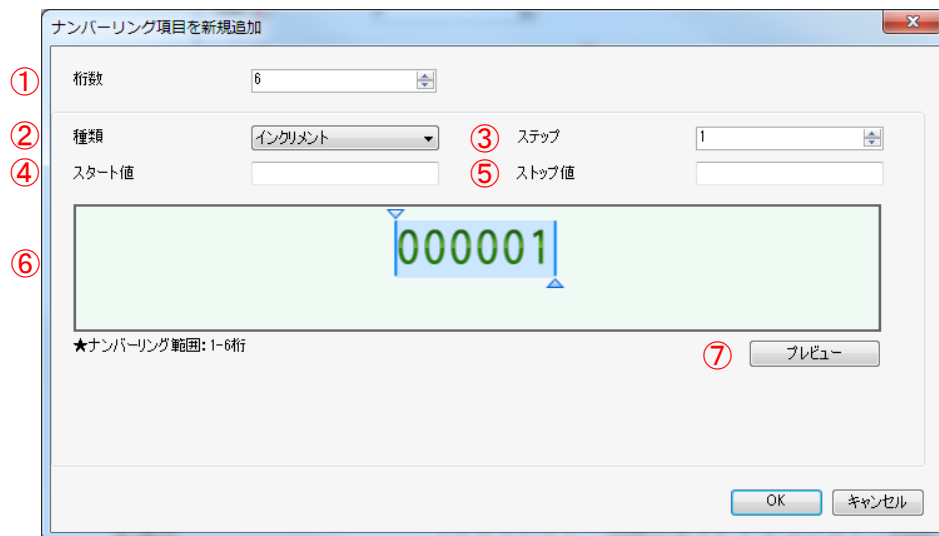 ナンバーリング項目を新規追加
① 桁数 6
② 種類 インクリメント ③ ステップ 1
④ スタート値 ⑤ ストップ値
⑥ 000001
★ナンバーリング範囲:1-6桁
⑦ プレビュー
OK キャンセル